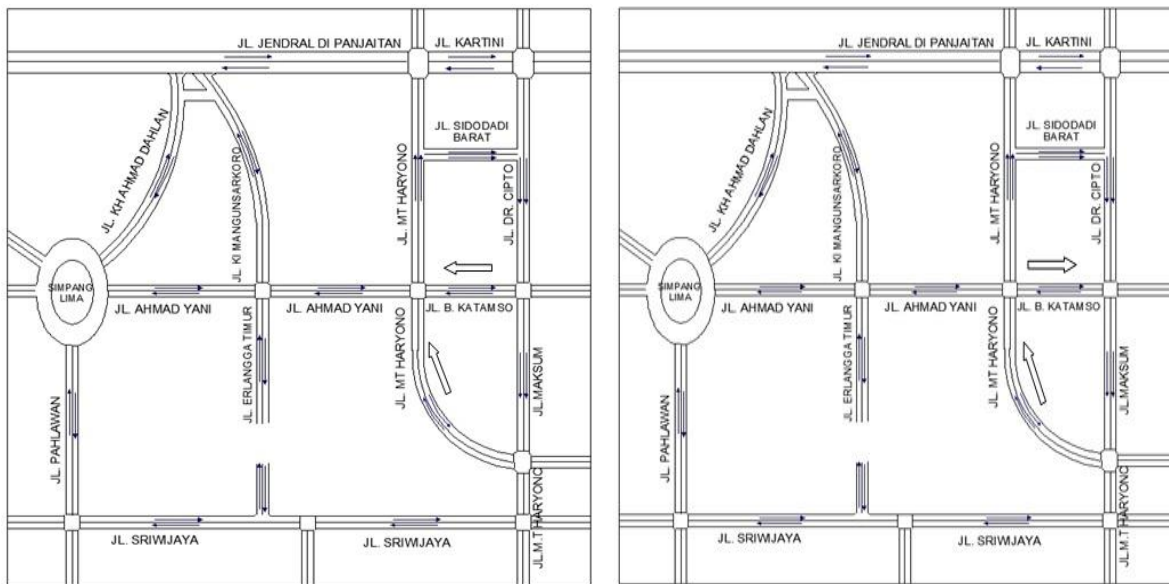 JL. JENDRAL DI PANJAITAN
JL. KARTINI
JL. KH AHMAD DAHLAN
JL. KI MANGUNSARKORO
JL. MT HARYONO
JL. SIDODADI
BARAT
JL. DR. CIPTO
SIMPANG
LIMA
JL. AHMAD YANI
JL. AHMAD YANI
JL. B. KATAMSO
JL. ERLANGGA TIMUR
JL. MT HARYONO
JL.MAKSUM
JL. PAHLAWAN
JL. SRIWIJAYA
JL. SRIWIJAYA
JL.M.T HARYONO
JL. JENDRAL DI PANJAITAN
JL. KARTINI
JL. KH AHMAD DAHLAN
JL. KI MANGUNSARKORO
JL. MT HARYONO
JL. SIDODADI
BARAT
JL. DR. CIPTO
SIMPANG
LIMA
JL. AHMAD YANI
JL. AHMAD YANI
JL. B. KATAMSO
JL. ERLANGGA TIMUR
JL. MT HARYONO
JL.MAKSUM
JL. PAHLAWAN
JL. SRIWIJAYA
JL. SRIWIJAYA
JL.M.T HARYONO